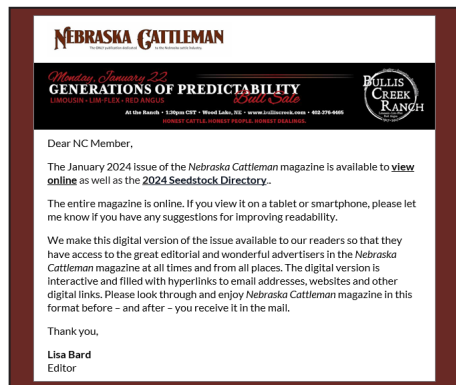 NEBRASKA CATTLEMAN
The ONLY publication dedicated to the Nebraska cattle industry.
Monday, January 22
GENERATIONS OF PREDICTABILITY
LIMOUSIN • LIM-FLEX • RED ANGUS
Bull Sale
At the Ranch • 1:30pm CST • Wood Lake, NE • www.bulliscreek.com • 402-376-4465
HONEST CATTLE. HONEST PEOPLE. HONEST DEALINGS.
BULLIS
CREEK
RANCH
Dear NC Member,
The January 2024 issue of the Nebraska Cattleman magazine is available to view
online as well as the 2024 Seedstock Directory..
The entire magazine is online. If you view it on a tablet or smartphone, please let
me know if you have any suggestions for improving readability.
We make this digital version of the issue available to our readers so that they
have access to the great editorial and wonderful advertisers in the Nebraska
Cattleman magazine at all times and from all places. The digital version is
interactive and filled with hyperlinks to email addresses, websites and other
digital links. Please look through and enjoy Nebraska Cattleman magazine in this
format before – and after – you receive it in the mail.
Thank you,
Lisa Bard
Editor